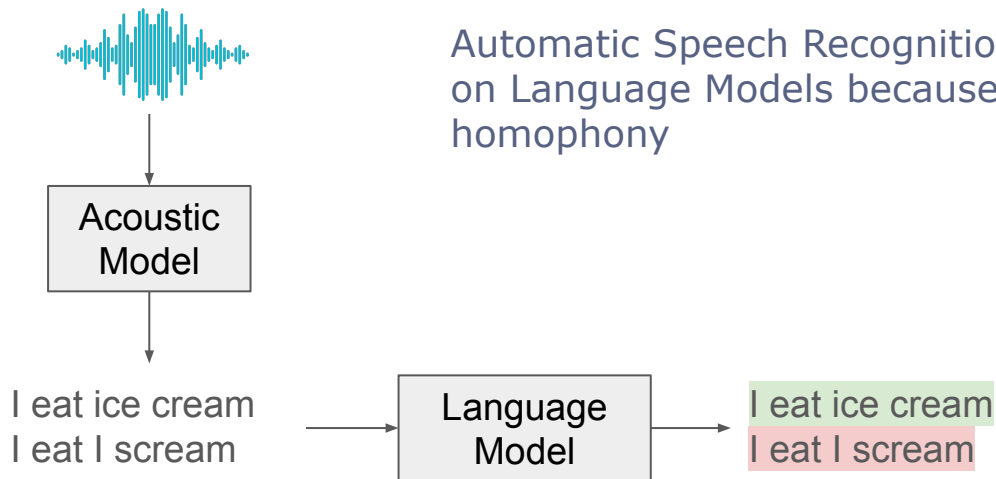 Automatic Speech Recognitio
on Language Models because
homophony
Acoustic
Model
I eat ice cream
I eat I scream
Language
Model
I eat ice cream
I eat I scream